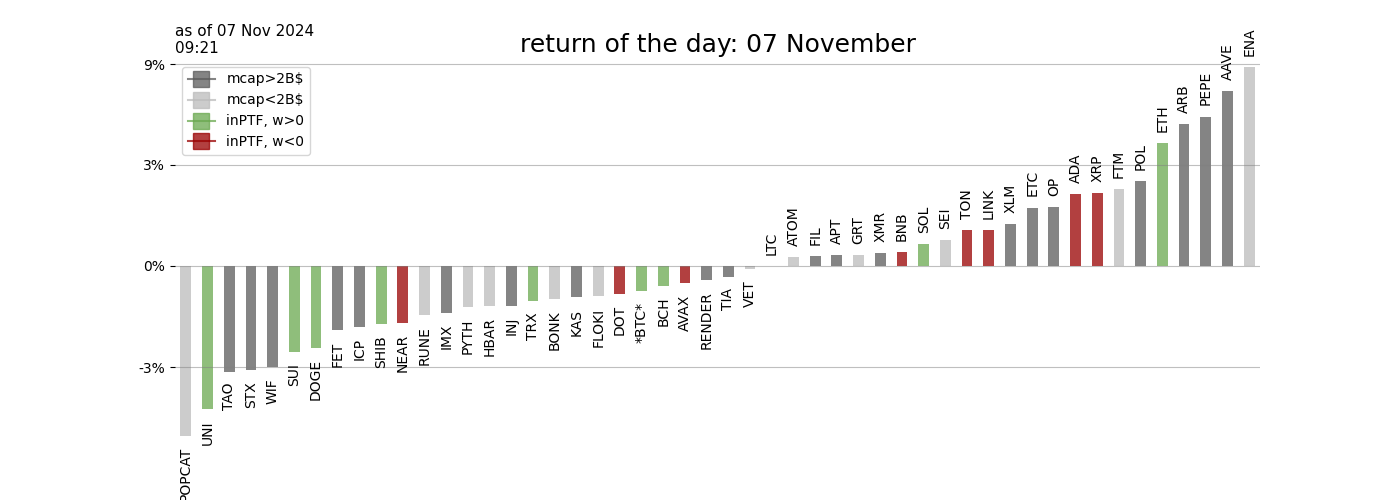 as of 07 Nov 2024
09:21
return of the day: 07 November
9%
3%
0%
-3%
mcap>2B$
mcap<2B$
inPTF, w>0
inPTF, w<0
POPCAT
UNI
TAO
STX
WIF
SUI
DOGE
FET
ICP
SHIB
NEAR
RUNE
IMX
PYTH
HBAR
INJ
TRX
BONK
KAS
FLOKI
DOT
*BTC*
BCH
AVAX
RENDER
TIA
VET
LTC
ATOM
FIL
APT
GRT
XMR
BNB
SOL
SEI
TON
LINK
XLM
ETC
OP
ADA
XRP
FTM
POL
ETH
ARB
PEPE
AAVE
ENA